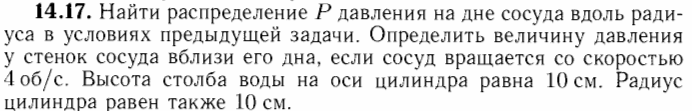 14.17. Найти распределение P давления на дне сосуда вдоль ради-
уса в условиях предыдущей задачи. Определить величину давления
у стенок сосуда вблизи его дна, если сосуд вращается со скоростью
4 об/с. Высота столба воды на оси цилиндра равна 10 см. Радиус
цилиндра равен также 10 см.